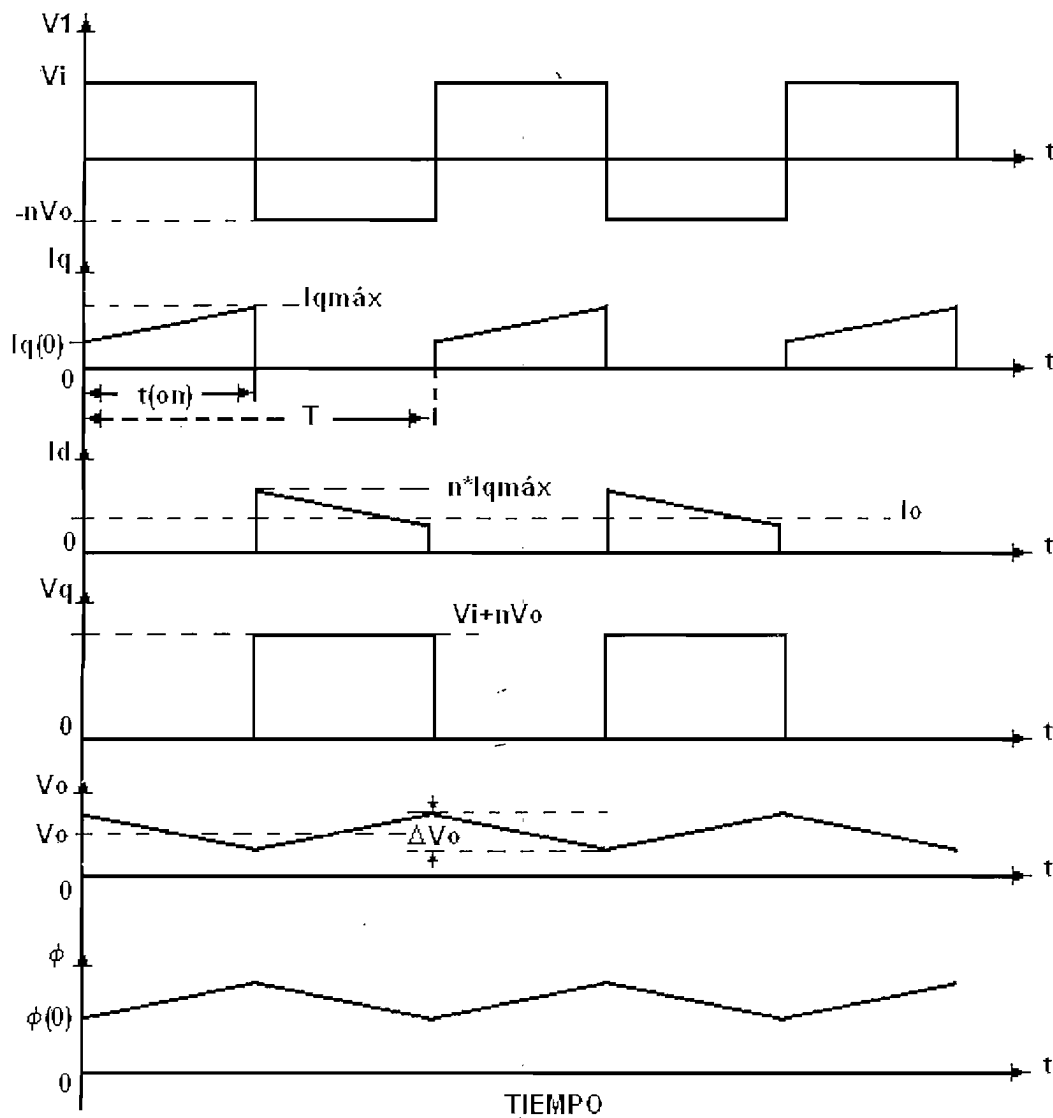 V1
Vi
t
-nVo
Iq
Iqmáx
Iq(0)
0
t
t(on)
T
Id
n*Iqmáx
Io
0
t
Vq
Vi+nVo
0
t
Vo
Vo
ΔVo
0
t
ϕ
ϕ(0)
0
t
TIEMPO